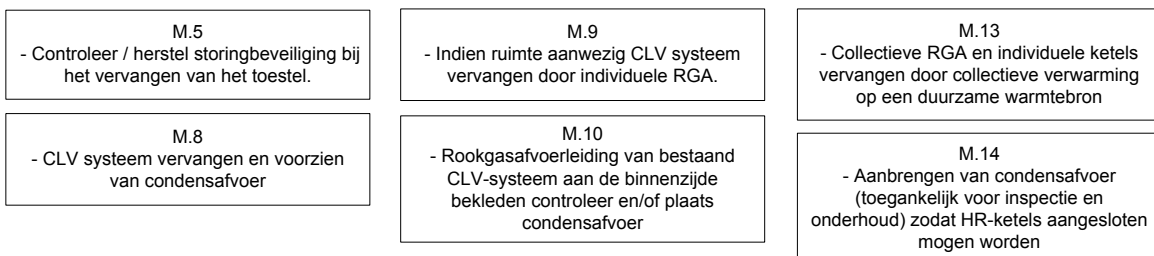 M.5
- Controleer / herstel storingbeveiliging bij
het vervangen van het toestel.
M.8
- CLV systeem vervangen en voorzien
van condensafvoer
M.9
- Indien ruimte aanwezig CLV systeem
vervangen door individuele RGA.
M.10
- Rookgasafvoerleiding van bestaand
CLV-systeem aan de binnenzijde
bekleden controleer en/of plaats
condensafvoer
M.13
- Collectieve RGA en individuele ketels
vervangen door collectieve verwarming
op een duurzame warmtebron
M.14
- Aanbrengen van condensafvoer
(toegankelijk voor inspectie en
onderhoud) zodat HR-ketels aangesloten
mogen worden